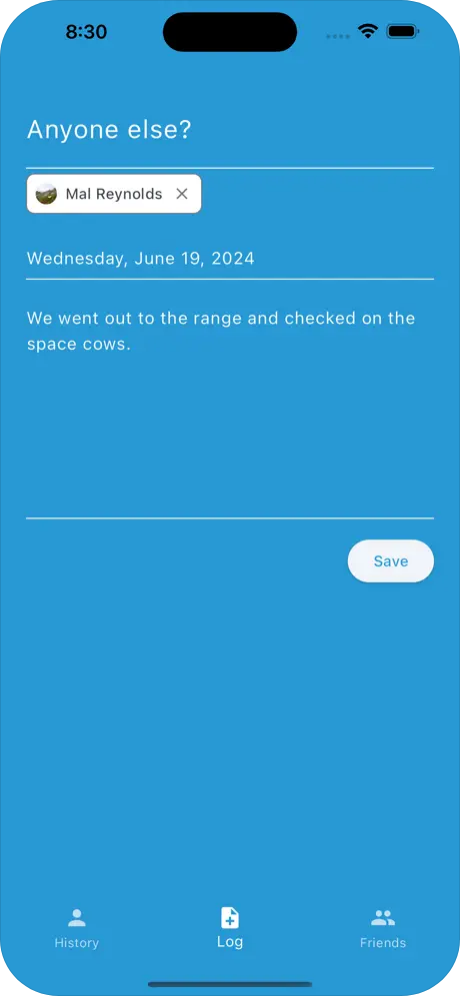 8:30
Anyone else?
Mal Reynolds
Wednesday, June 19, 2024
We went out to the range and checked on the
space cows.
Save
History
Log
Friends